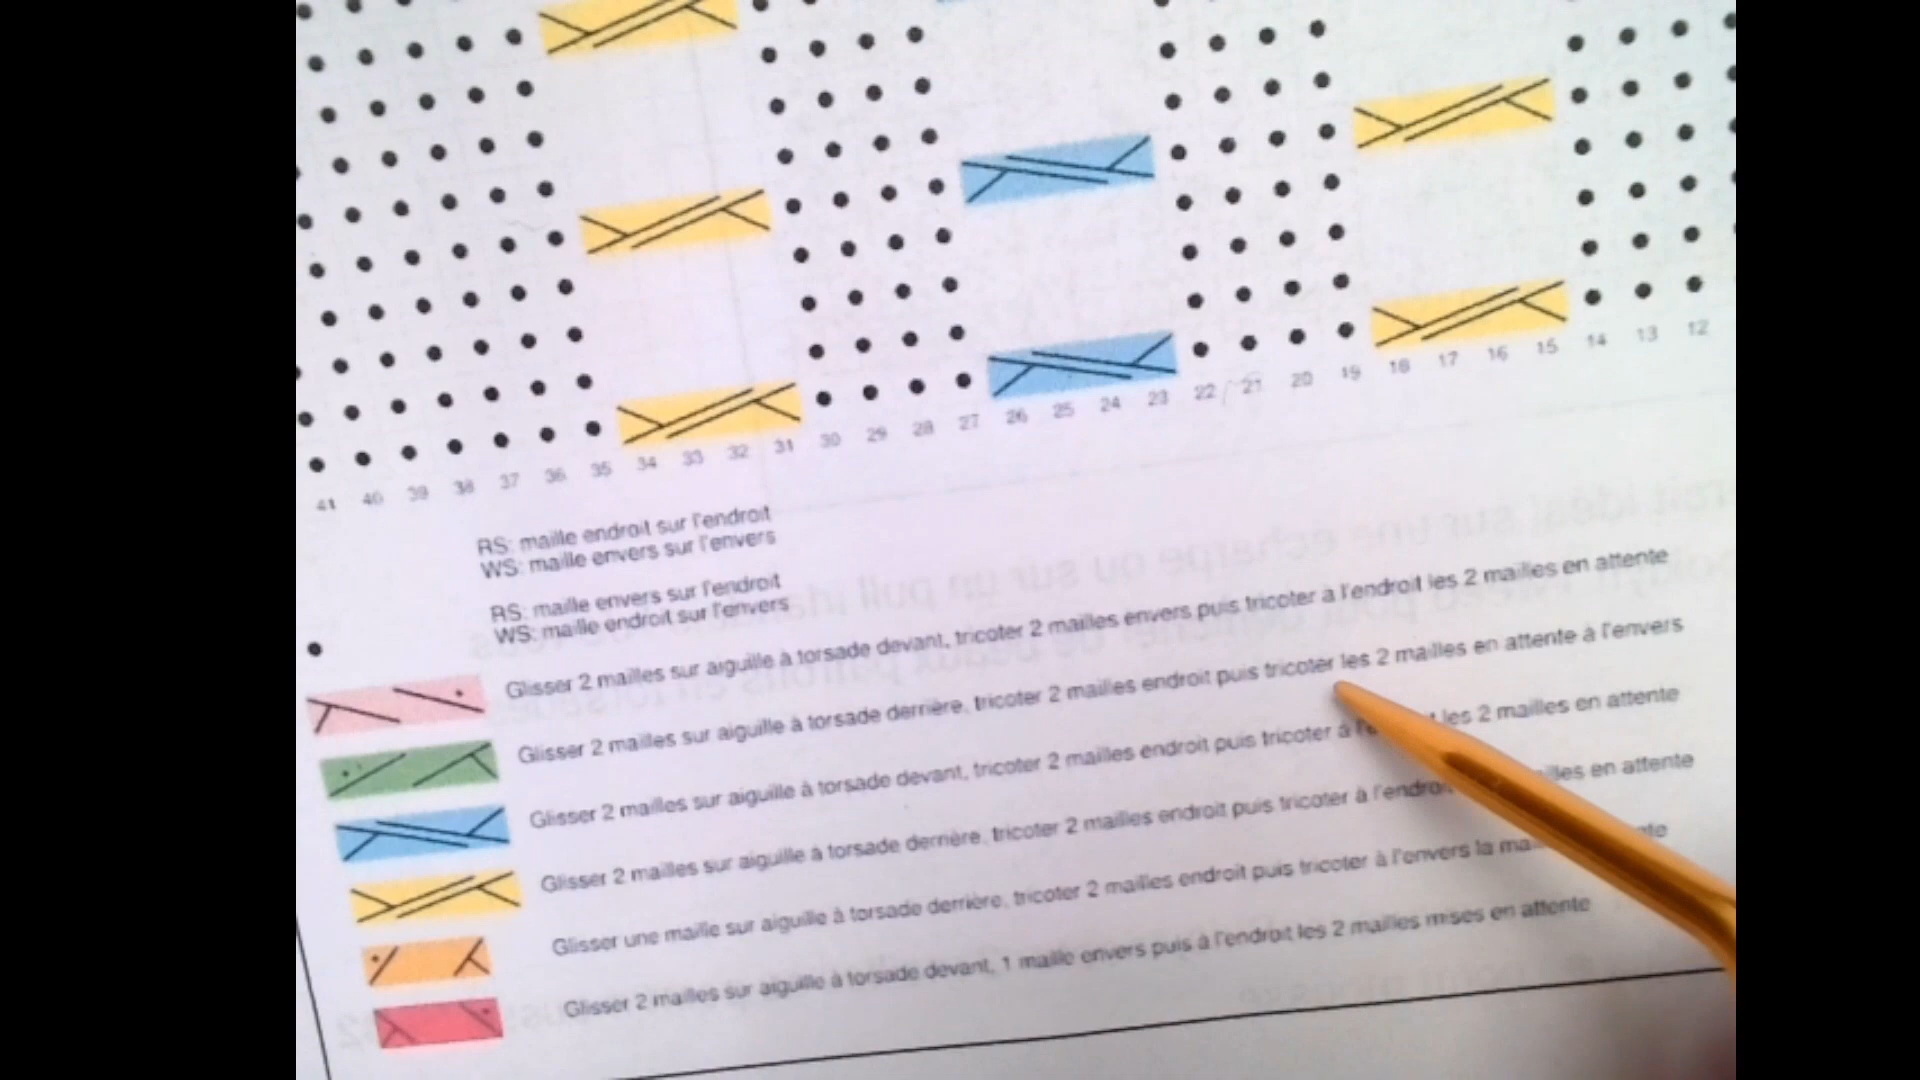 18 17 16 15 14 13 12
41 40 39 38 37 36 35 34 33 32 31 30 29 28 27 26 25 24 23 22 21 20 19
RS: maille endroit sur l'endroit
WS: maille envers sur l'envers
RS: maille envers sur l'endroit
WS: maille endroit sur l'envers
Glisser 2 mailles sur aiguille à torsade devant, tricoter 2 mailles envers puis tricoter à l'endroit les 2 mailles en attente
Glisser 2 mailles sur aiguille à torsade derrière, tricoter 2 mailles endroit puis tricoter les 2 mailles en attente à l'envers
Glisser 2 mailles sur aiguille à torsade devant, tricoter 2 mailles endroit puis tricoter à les 2 mailles en attente
Glisser 2 mailles sur aiguille à torsade derrière, tricoter 2 mailles endroit puis tricoter à l'endroit en attente
Glisser une maille sur aiguille à torsade derrière, tricoter 2 mailles endroit puis tricoter à l'envers la
Glisser 2 mailles sur aiguille à torsade devant, 1 maille envers puis à l'endroit les 2 mailles mises en attente